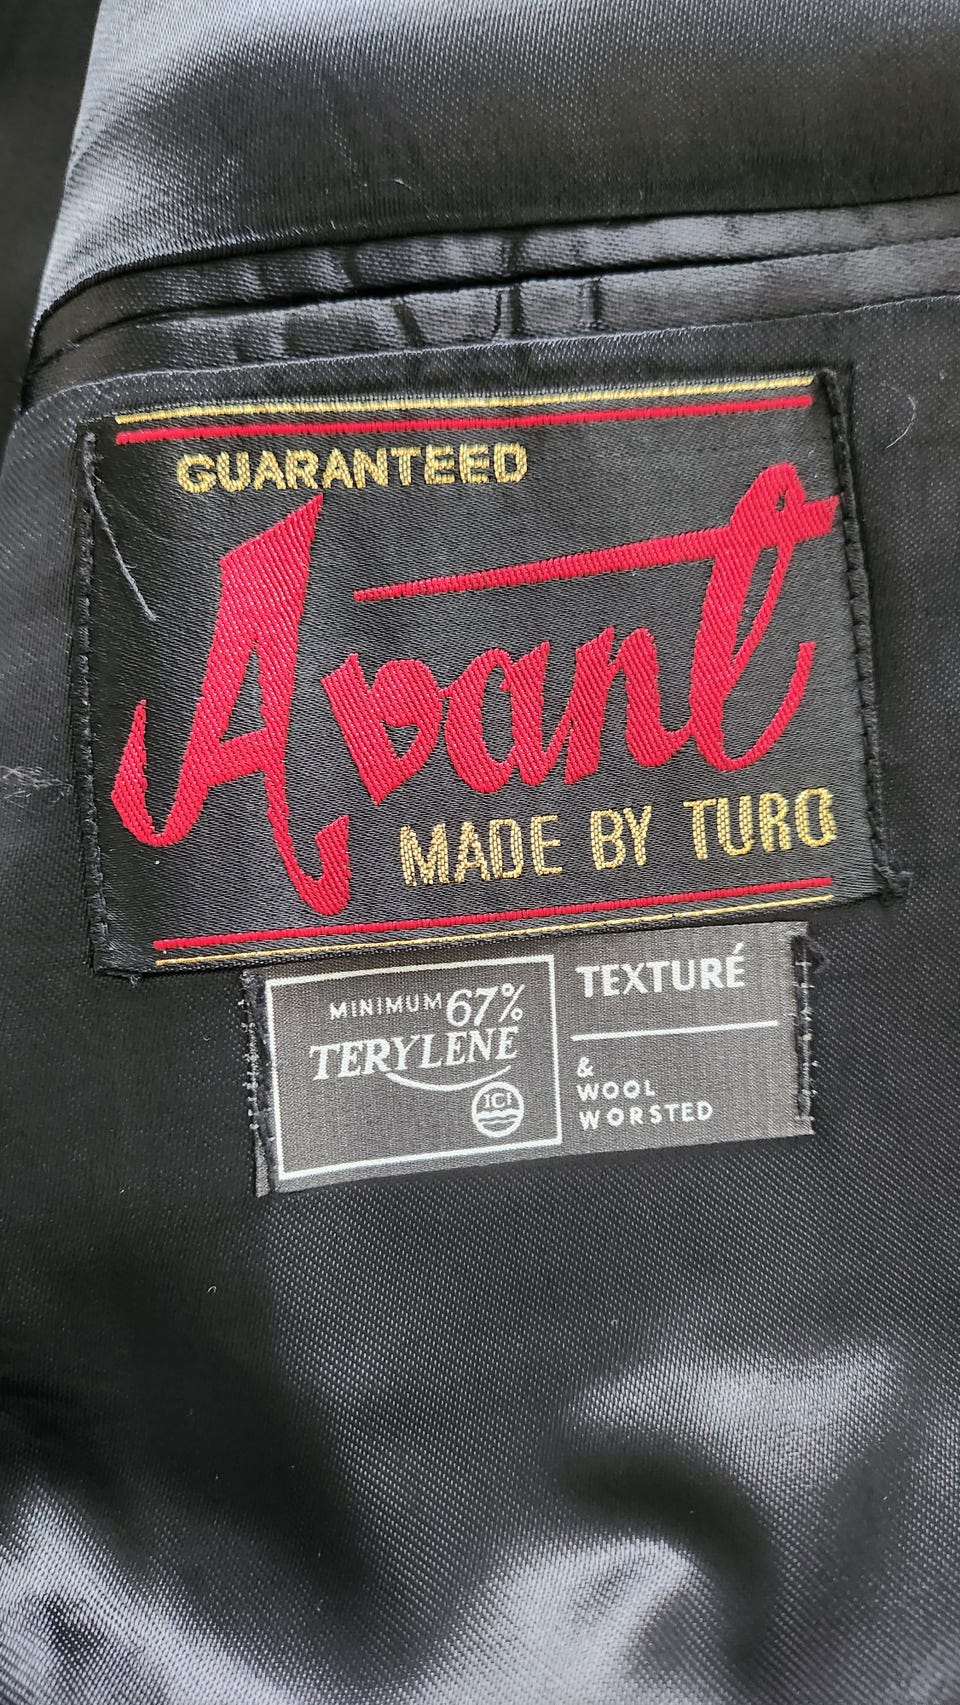 GUARANTEED
Avant
MADE BY TURO
MINIMUM 67%
TERYLENE
ICI
TEXTURÉ
&
WOOL
WORSTED